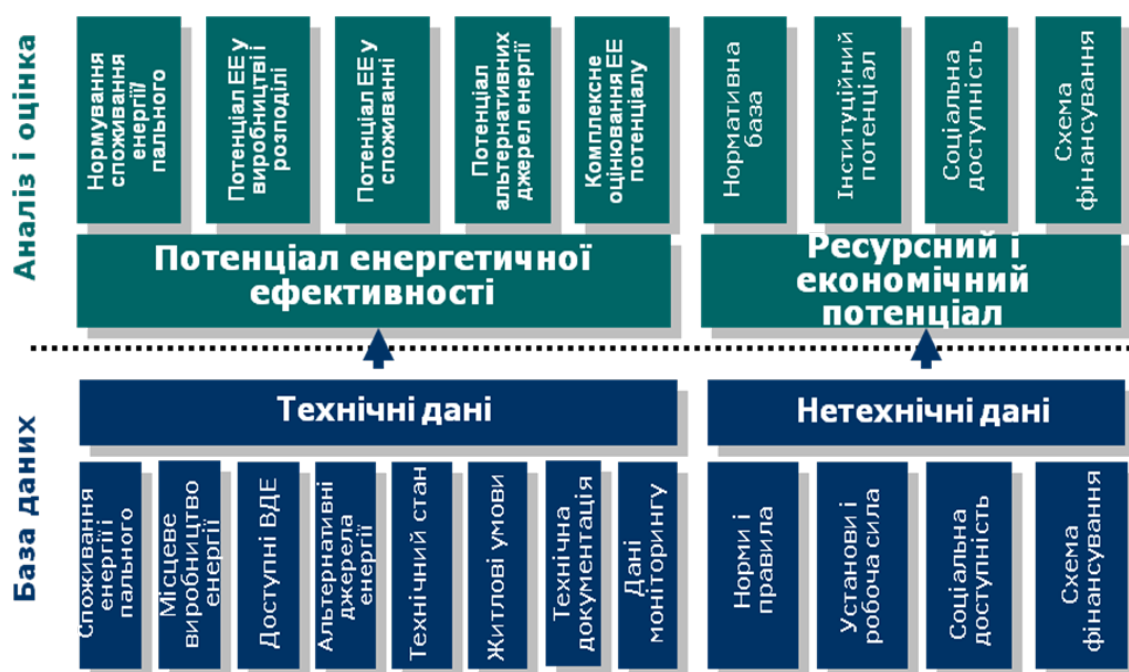 Аналіз і оцінка
Нормування
споживання
енергії/
пального
Потенціал ЕЕ у
виробництві і
розподілі
Потенціал ЕЕ у
споживанні
Потенціал
альтернативних
джерел енергії
Комплексне
оцінювання ЕЕ
потенціалу
Нормативна
база
Інституційний
потенціал
Соціальна
доступність
Схема
фінансування
Потенціал енергетичної
ефективності
Ресурсний і
економічний
потенціал
База даних
Технічні дані
Нетехнічні дані
Споживання
енергії і
пального
Місцеве
виробництво
енергії
Доступні ВДЕ
Альтернативні
джерела
енергії
Технічний стан
Житлові умови
Технічна
документація
Дані
моніторингу
Норми і
правила
Установи і
робоча сила
Соціальна
доступність
Схема
фінансування